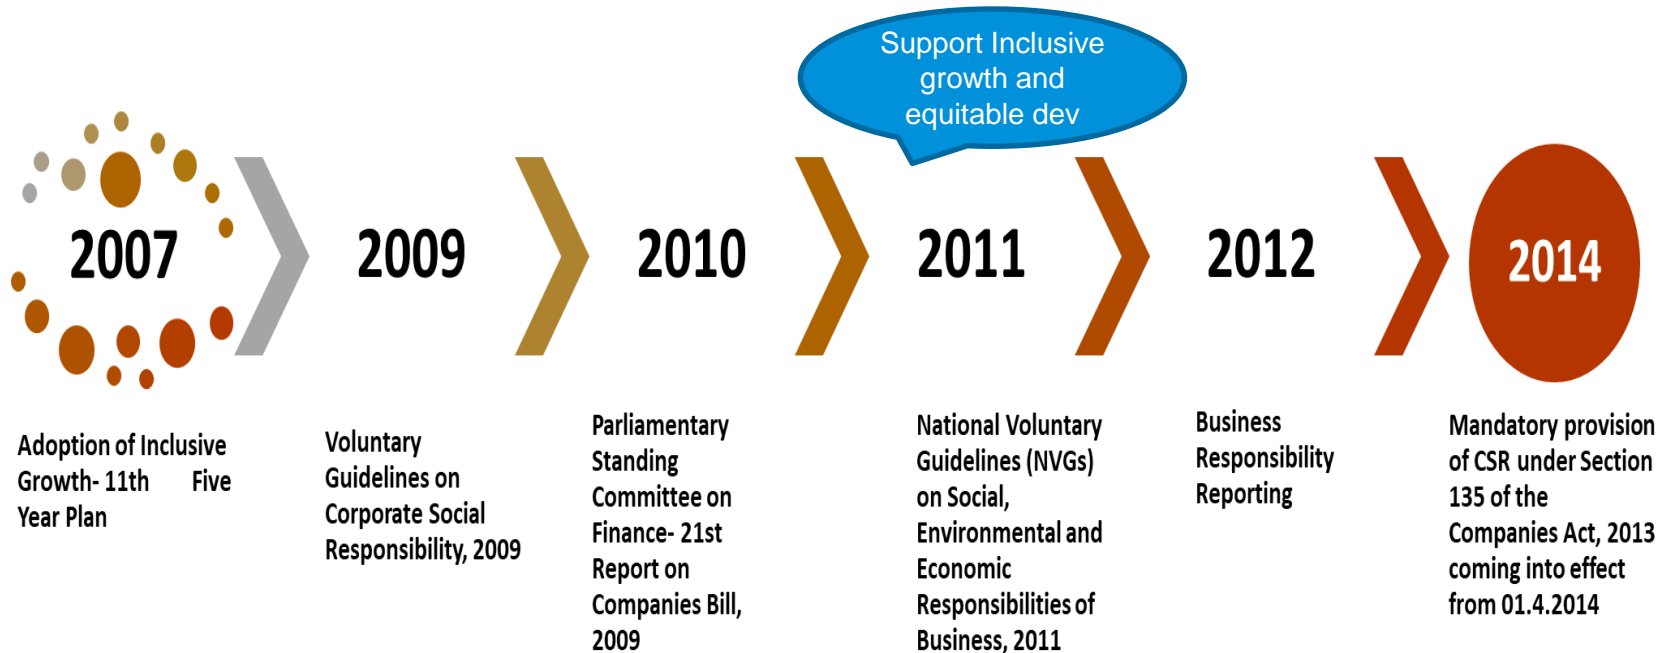 Support Inclusive
growth and
equitable dev
2007
2009
2010
2011
2012
2014
Adoption of Inclusive
Growth- 11th Five
Year Plan
Voluntary
Guidelines on
Corporate Social
Responsibility, 2009
Parliamentary
Standing
Committee on
Finance- 21st
Report on
Companies Bill,
2009
National Voluntary
Guidelines (NVGs)
on Social,
Environmental and
Economic
Responsibilities of
Business, 2011
Business
Responsibility
Reporting
Mandatory provision
of CSR under Section
135 of the
Companies Act, 2013
coming into effect
from 01.4.2014